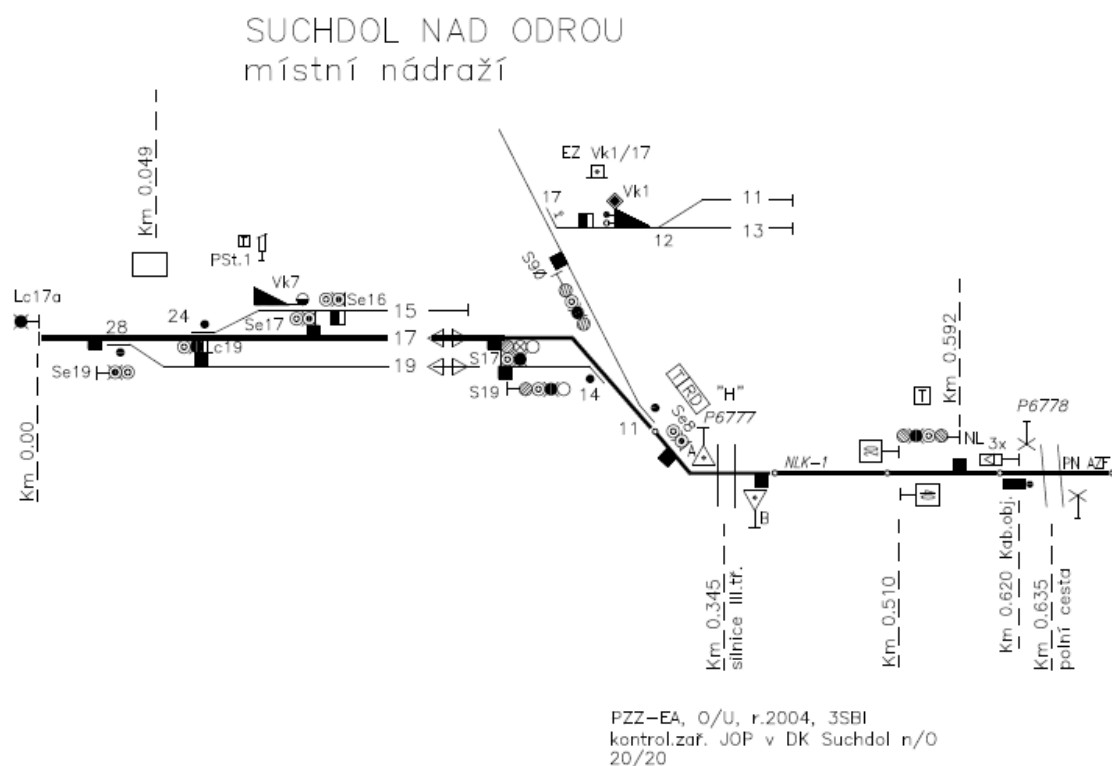 SUCHDOL NAD ODROU
místní nádraží
Km 0.049
EZ Vk1/17
Vk1
17
11
13
12
PSt.1
T
S90
Lc17a
Vk7
Se16
24
15
28
Se17
17
Lc19
S17
19
Se19
S19
14
Km 0.592
T RD
"H"
T
P6777
P6778
Se8
11
A
20
NL
3x
NLK-1
PN AZF
B
Km 0.00
Km 0.345
silnice III.tř.
Km 0.510
Km 0.620 Kab.obj.
Km 0.635
polní cesta
PZZ-EA, O/U, r.2004, 3SBI
kontrol.zař. JOP v DK Suchdol n/O
20/20